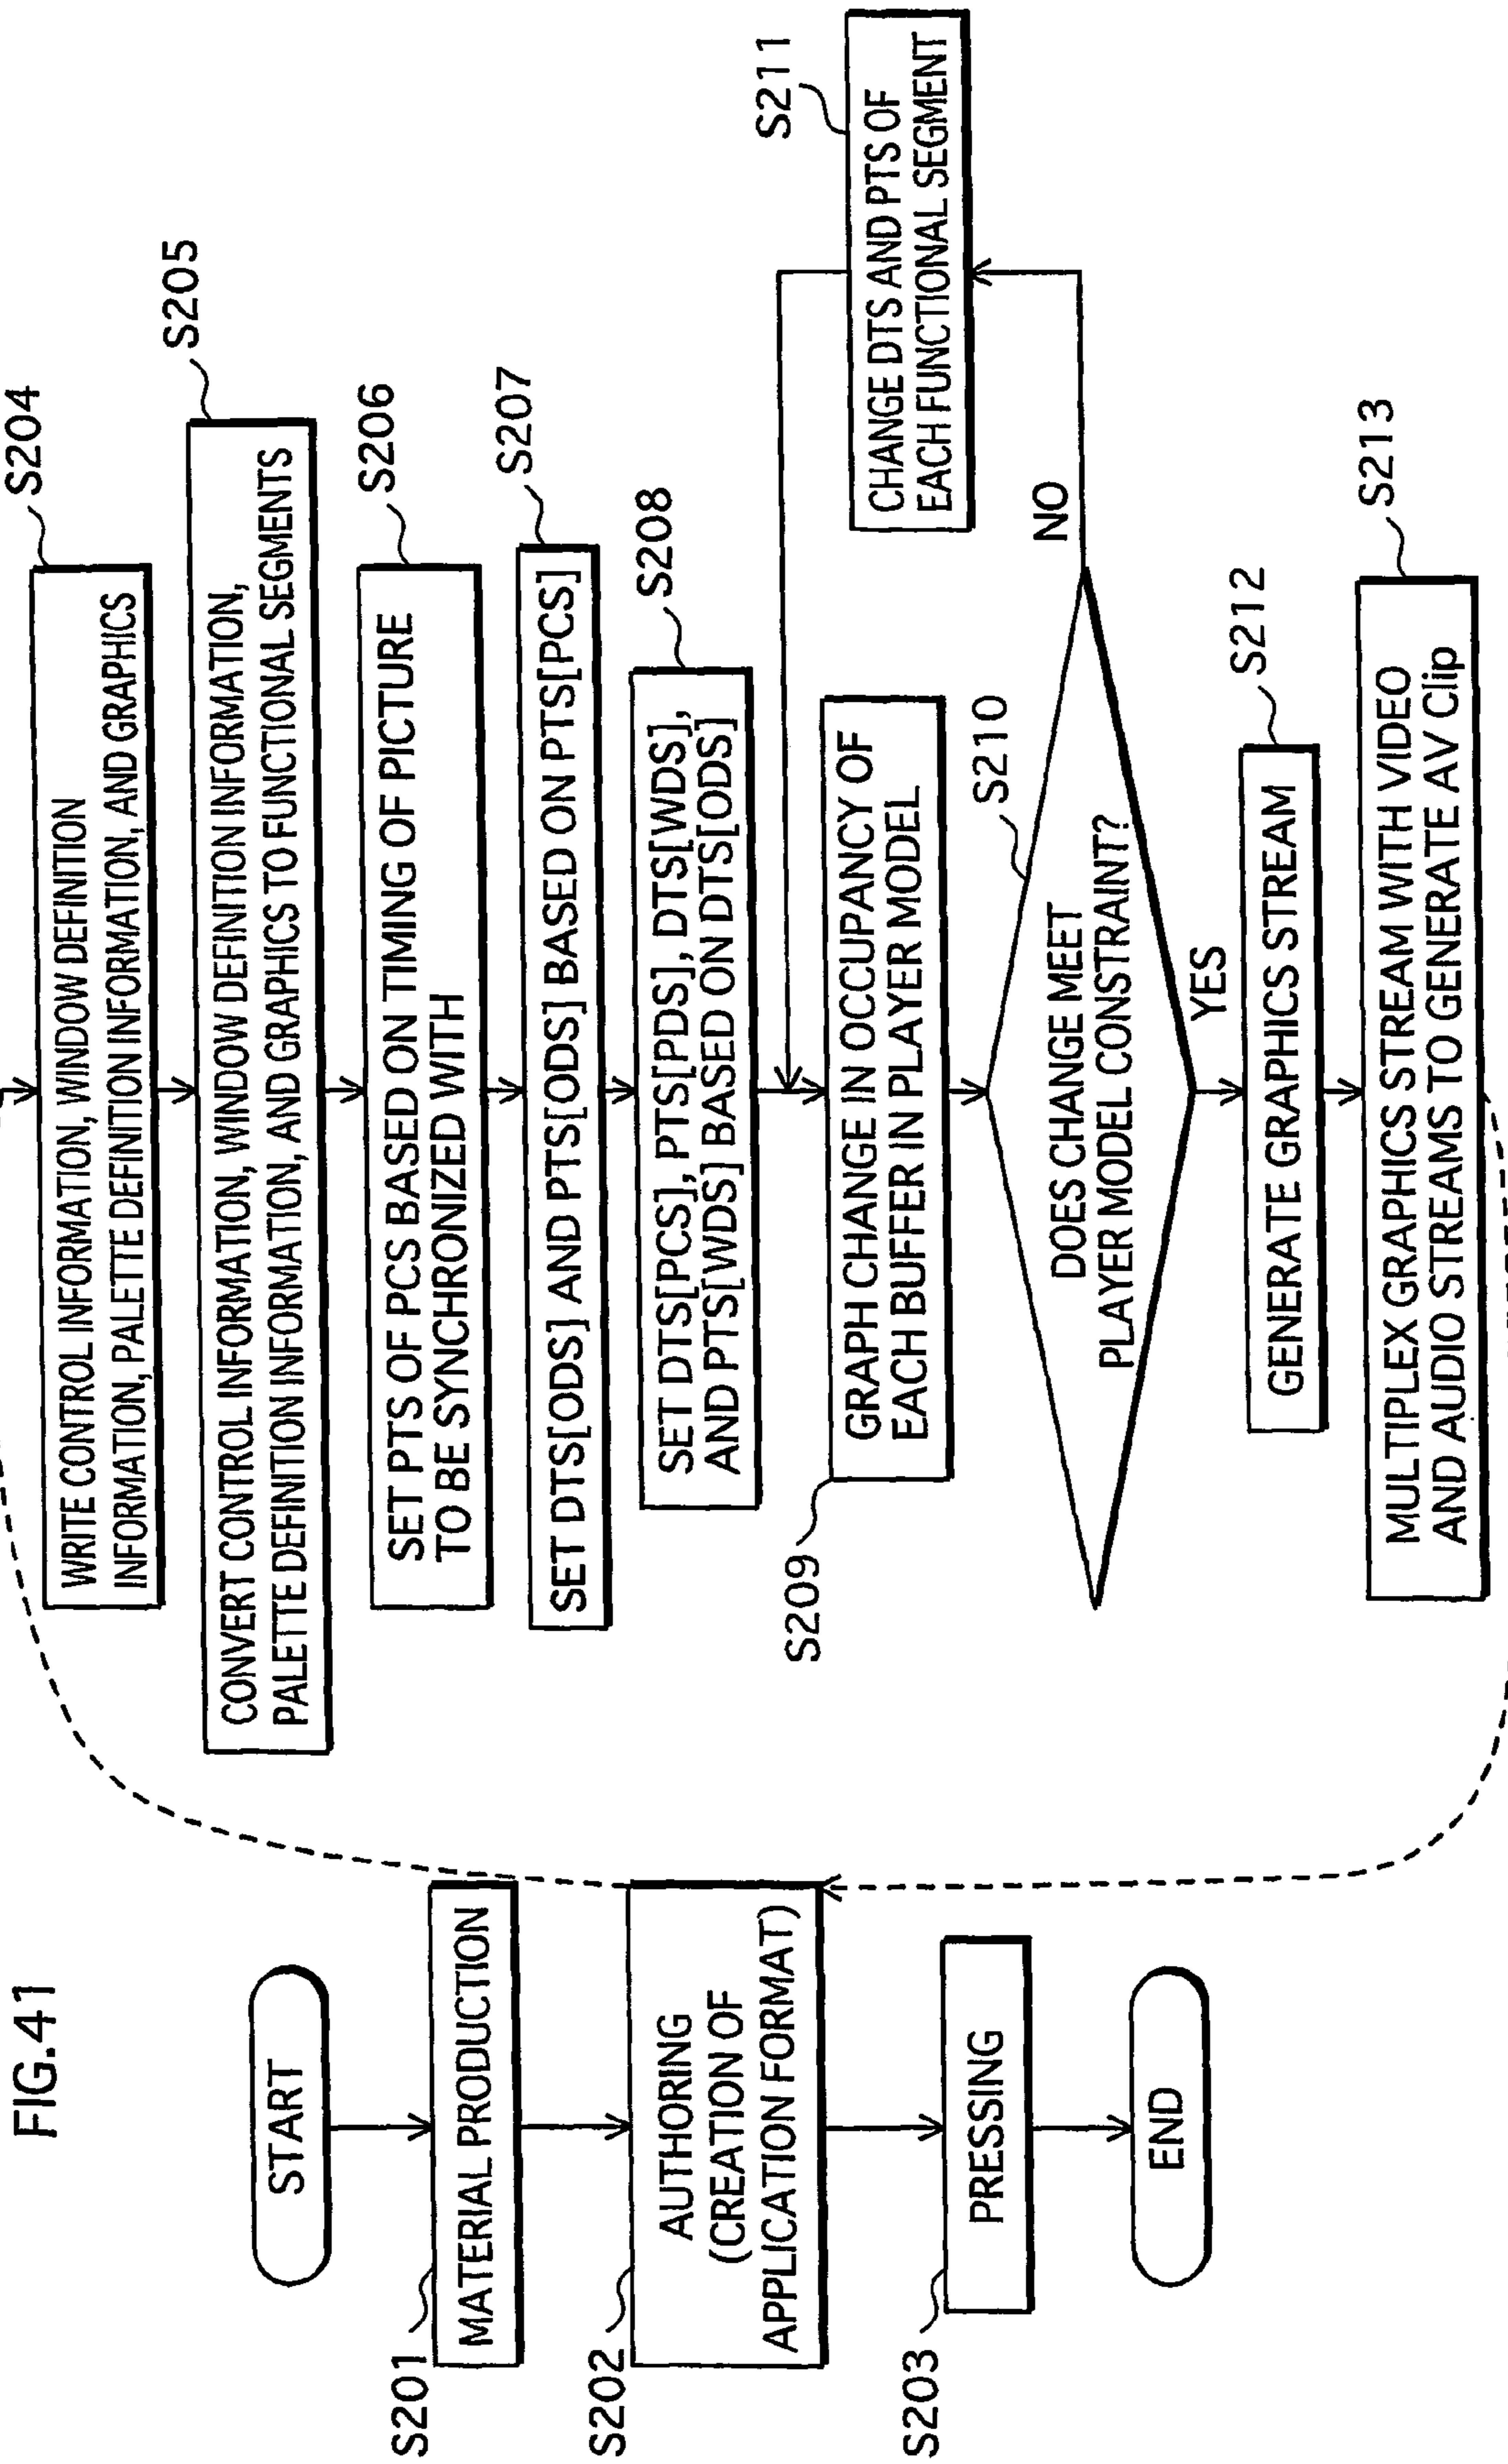 FIG.41
START
S201
MATERIAL PRODUCTION
S202
AUTHORING
(CREATION OF
APPLICATION FORMAT)
S203
PRESSING
END
S204
WRITE CONTROL INFORMATION, WINDOW DEFINITION
INFORMATION, PALETTE DEFINITION INFORMATION, AND GRAPHICS
S205
CONVERT CONTROL INFORMATION, WINDOW DEFINITION INFORMATION,
PALETTE DEFINITION INFORMATION, AND GRAPHICS TO FUNCTIONAL SEGMENTS
S206
SET PTS OF PCS BASED ON TIMING OF PICTURE
TO BE SYNCHRONIZED WITH
S207
SET DTS[ODS] AND PTS[ODS] BASED ON PTS[PCS]
S208
SET DTS[PCS], PTS[PDS], DTS[WDS],
AND PTS[WDS] BASED ON DTS[ODS]
S209
GRAPH CHANGE IN OCCUPANCY OF
EACH BUFFER IN PLAYER MODEL
S210
DOES CHANGE MEET
PLAYER MODEL CONSTRAINT?
NO
S211
CHANGE DTS AND PTS OF
EACH FUNCTIONAL SEGMENT
YES
S212
GENERATE GRAPHICS STREAM
S213
MULTIPLEX GRAPHICS STREAM WITH VIDEO
AND AUDIO STREAMS TO GENERATE AV Clip